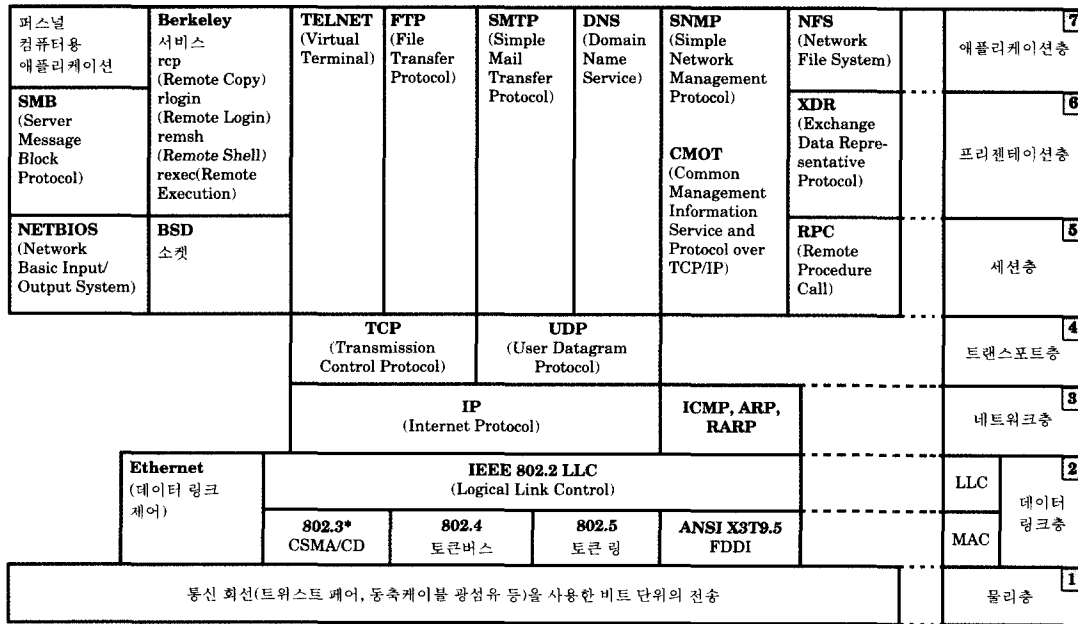 퍼스널
컴퓨터용
애플리케이션
Berkeley
서비스
rcp
(Remote Copy)
rlogin
(Remote Login)
remsh
(Remote Shell)
rexec(Remote
Execution)
TELNET
(Virtual
Terminal)
FTP
(File
Transfer
Protocol)
SMTP
(Simple
Mail
Transfer
Protocol)
DNS
(Domain
Name
Service)
SNMP
(Simple
Network
Management
Protocol)
CMOT
(Common
Management
Information
Service and
Protocol over
TCP/IP)
NFS
(Network
File System)
7
애플리케이션층
SMB
(Server
Message
Block
Protocol)
XDR
(Exchange
Data Repre-
sentative
Protocol)
6
프리젠테이션층
NETBIOS
(Network
Basic Input/
Output System)
BSD
소켓
RPC
(Remote
Procedure
Call)
5
세션층
TCP
(Transmission
Control Protocol)
UDP
(User Datagram
Protocol)
4
트랜스포트층
IP
(Internet Protocol)
ICMP, ARP,
RARP
3
네트워크층
Ethernet
(데이터 링크
제어)
IEEE 802.2 LLC
(Logical Link Control)
LLC
2
데이터
링크층
802.3*
CSMA/CD
802.4
토큰버스
802.5
토큰 링
ANSI X3T9.5
FDDI
MAC
통신 회선(트위스트 페어, 동축케이블 광섬유 등)을 사용한 비트 단위의 전송
1
물리층